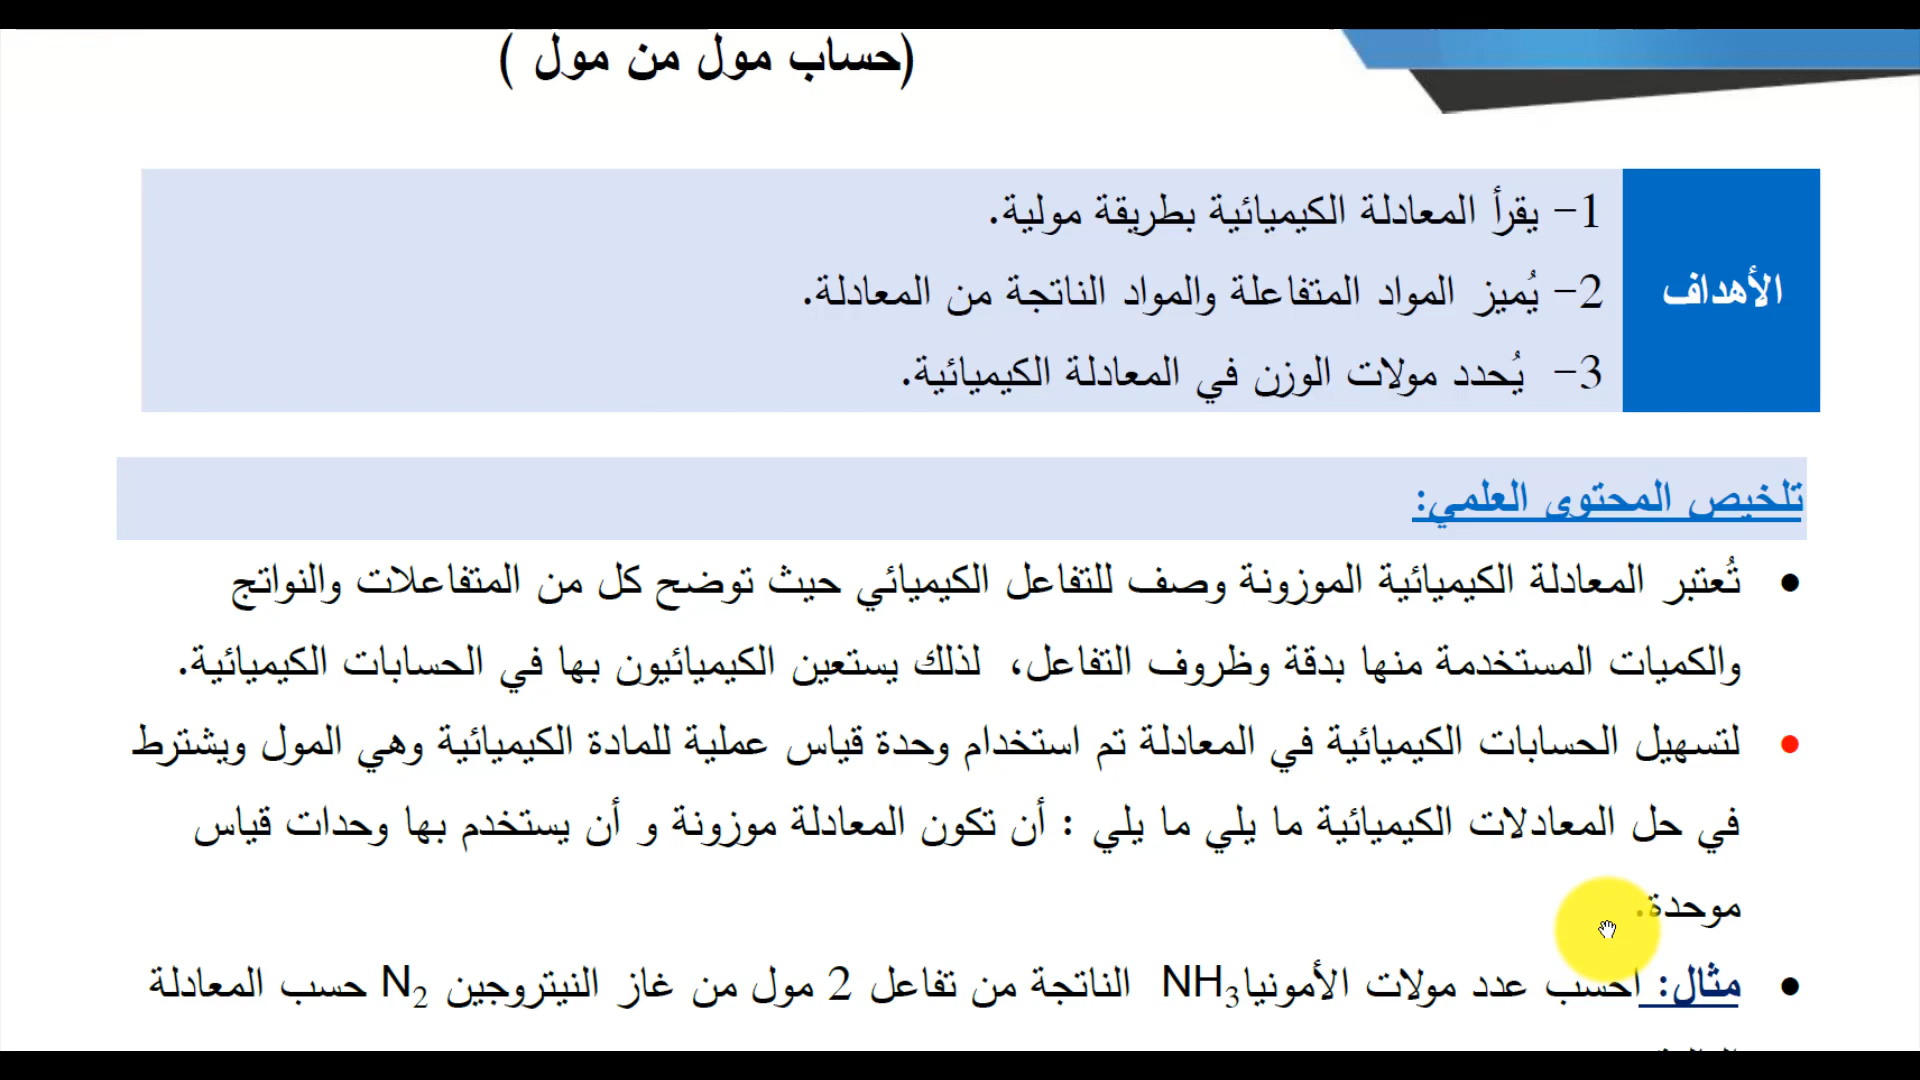 (حساب مول من مول )
1- يقرأ المعادلة الكيميائية بطريقة مولية.
2- يُميز المواد المتفاعلة والمواد الناتجة من المعادلة.
3- يُحدد مولات الوزن في المعادلة الكيميائية.
الأهداف
تلخيص المحتوى العلمي:
• تُعتبر المعادلة الكيميائية الموزونة وصف للتفاعل الكيميائي حيث توضح كل من المتفاعلات والنواتج
والكميات المستخدمة منها بدقة وظروف التفاعل، لذلك يستعين الكيميائيون بها في الحسابات الكيميائية.
• لتسهيل الحسابات الكيميائية في المعادلة تم استخدام وحدة قياس عملية للمادة الكيميائية وهي المول ويشترط
في حل المعادلات الكيميائية ما يلي ما يلي : أن تكون المعادلة موزونة و أن يستخدم بها وحدات قياس
موحدة.
• مثال: احسب عدد مولات الأمونياNH₃ الناتجة من تفاعل 2 مول من غاز النيتروجين N₂ حسب المعادلة